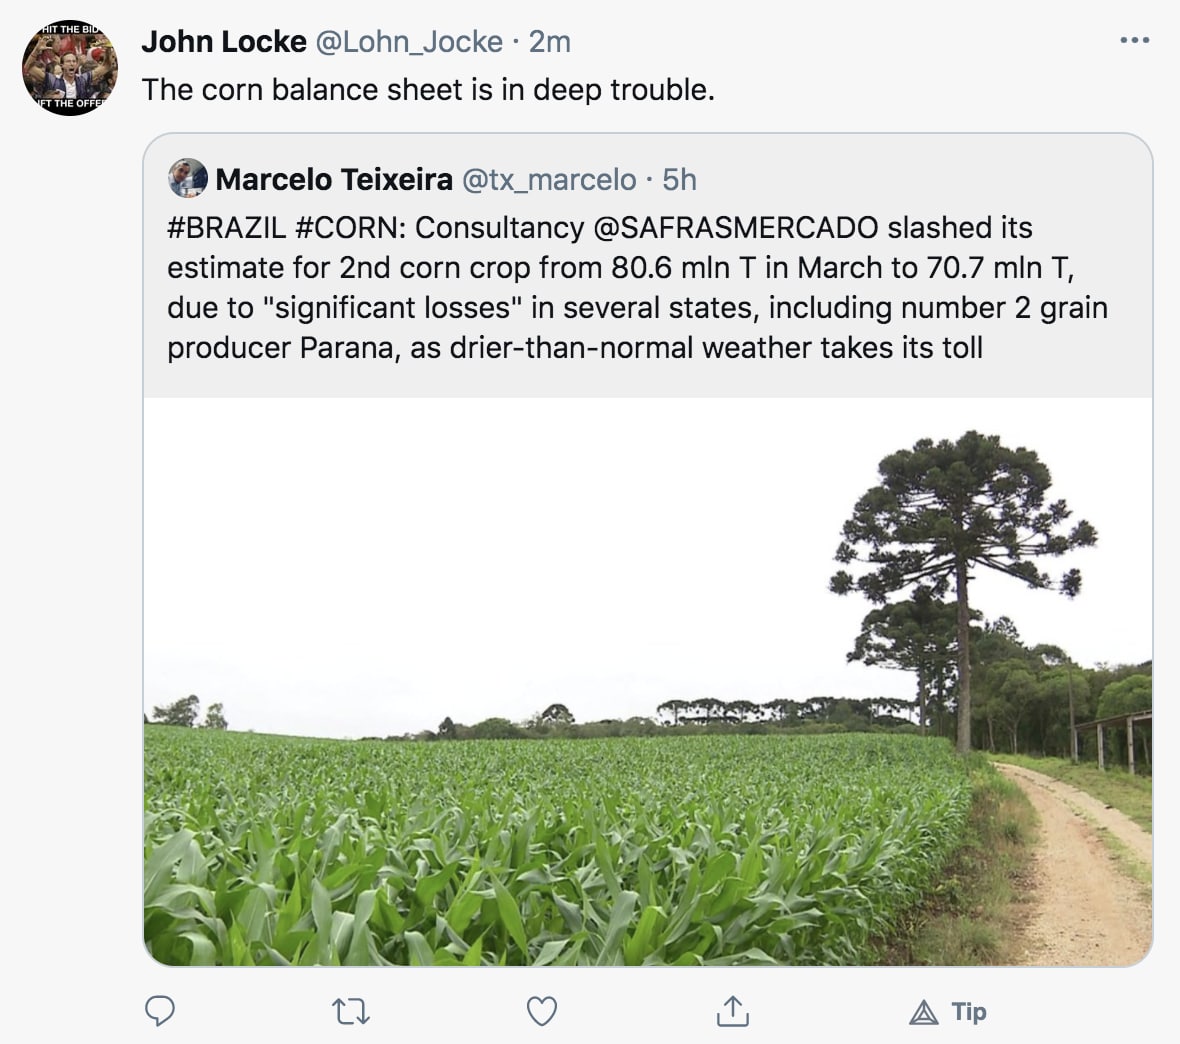 HIT THE BID
John Locke @Lohn_Jocke · 2m
The corn balance sheet is in deep trouble.
Marcelo Teixeira @tx_marcelo · 5h
#BRAZIL #CORN: Consultancy @SAFRASMERCADO slashed its
estimate for 2nd corn crop from 80.6 mln T in March to 70.7 mln T,
due to "significant losses" in several states, including number 2 grain
producer Parana, as drier-than-normal weather takes its toll
Tip